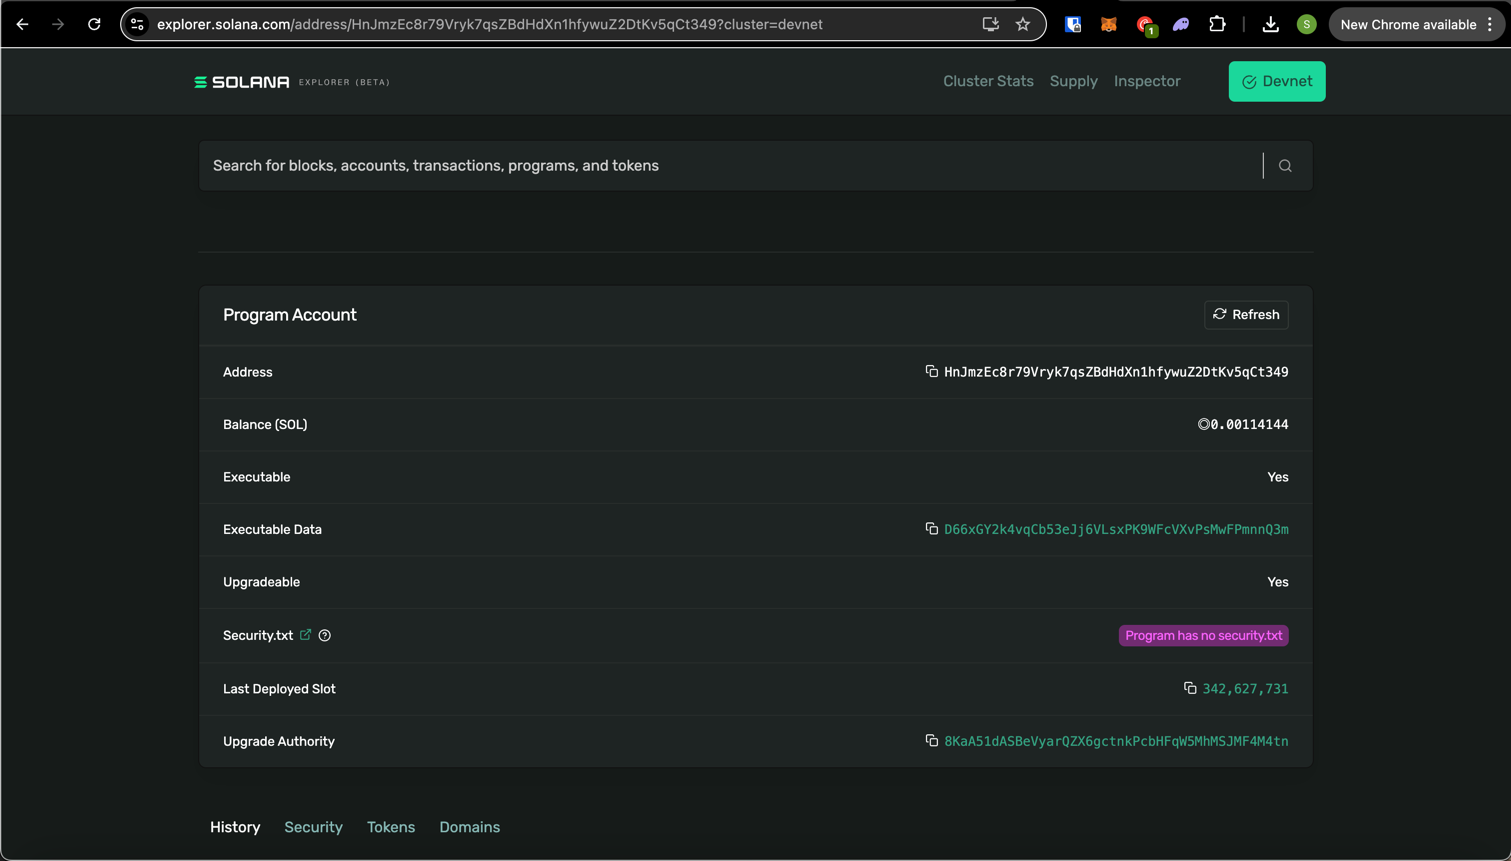 explorer.solana.com/address/HnJmzEc8r79Vryk7qsZBdHdXn1hfywuZ2DtKv5qCt349?cluster=devnet
1
S
New Chrome available
SOLANA EXPLORER (BETA)
Cluster Stats
Supply
Inspector
Devnet
Search for blocks, accounts, transactions, programs, and tokens
Program Account
Refresh
Address
HnJmzEc8r79Vryk7qsZBdHdXn1hfywuZ2DtKv5qCt349
Balance (SOL)
◎0.00114144
Executable
Yes
Executable Data
D66xGY2k4vqCb53eJj6VLsxPK9WFcVXvPsMwFPmnnQ3m
Upgradeable
Yes
Security.txt
Program has no security.txt
Last Deployed Slot
342,627,731
Upgrade Authority
8KaA51dASBeVyarQZX6gctnkPcbHFqW5MhMSJMF4M4tn
History
Security
Tokens
Domains